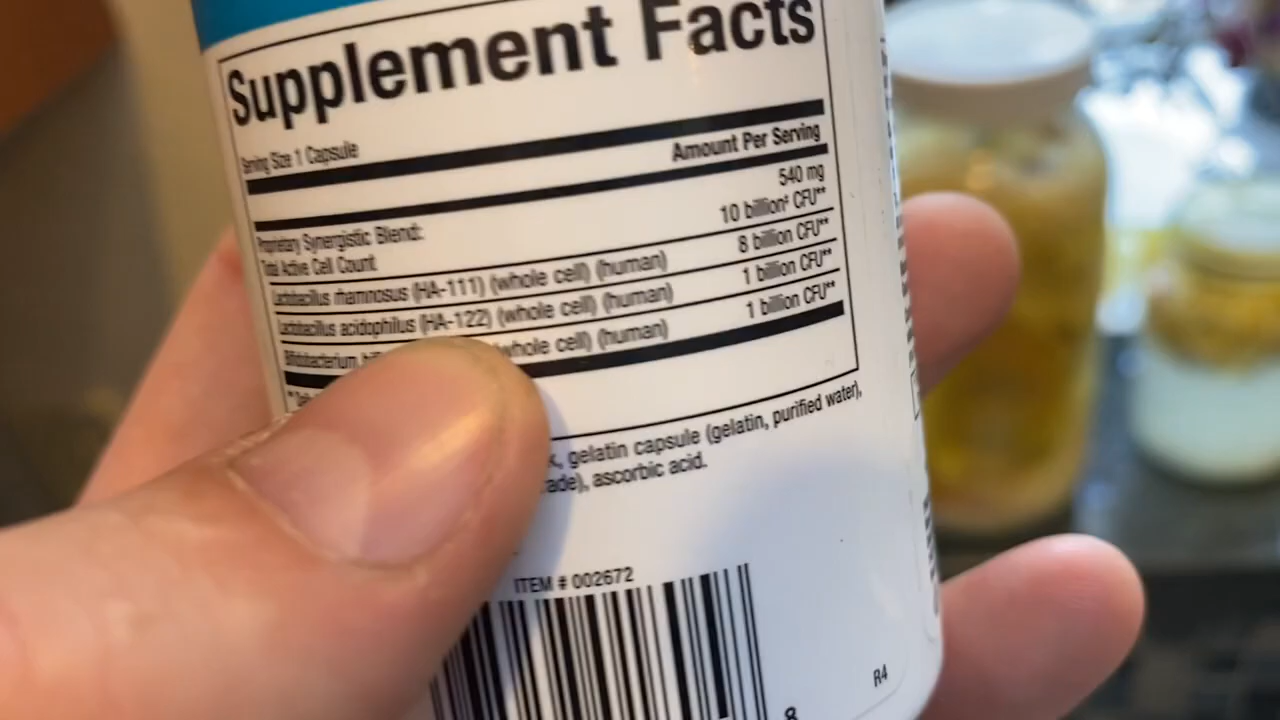 Supplement Facts
Serving Size 1 Capsule
Amount Per Serving
Proprietary Synergistic Blend: 540 mg
Total Active Cell Count 10 billion‡ CFU**
Lactobacillus rhamnosus (HA-111) (whole cell) (human) 8 billion CFU**
Lactobacillus acidophilus (HA-122) (whole cell) (human) 1 billion CFU**
Bifidobacterium (whole cell) (human) 1 billion CFU**
gelatin capsule (gelatin, purified water),
ascorbic acid.
ITEM # 002672
8
R4